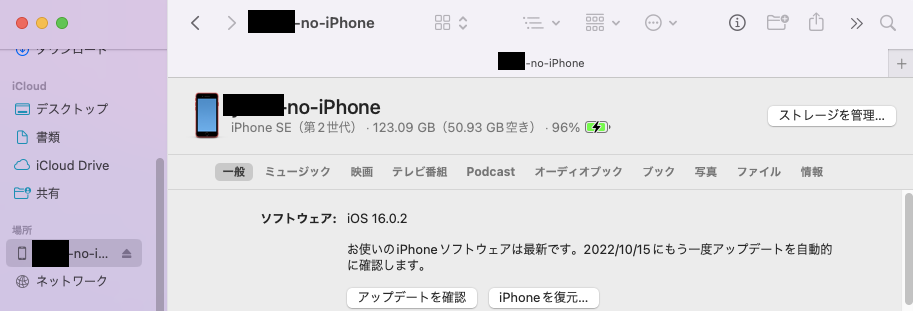 -no-iPhone
-no-iPhone
ダウンロード
iCloud
デスクトップ
書類
iCloud Drive
共有
場所
-no-i...
ネットワーク
-no-iPhone
iPhone SE（第2世代）・123.09 GB（50.93 GB空き）・96%
ストレージを管理...
一般 ミュージック 映画 テレビ番組 Podcast オーディオブック ブック 写真 ファイル 情報
ソフトウェア: iOS 16.0.2
お使いのiPhoneソフトウェアは最新です。2022/10/15にもう一度アップデートを自動的
に確認します。
アップデートを確認 iPhoneを復元...